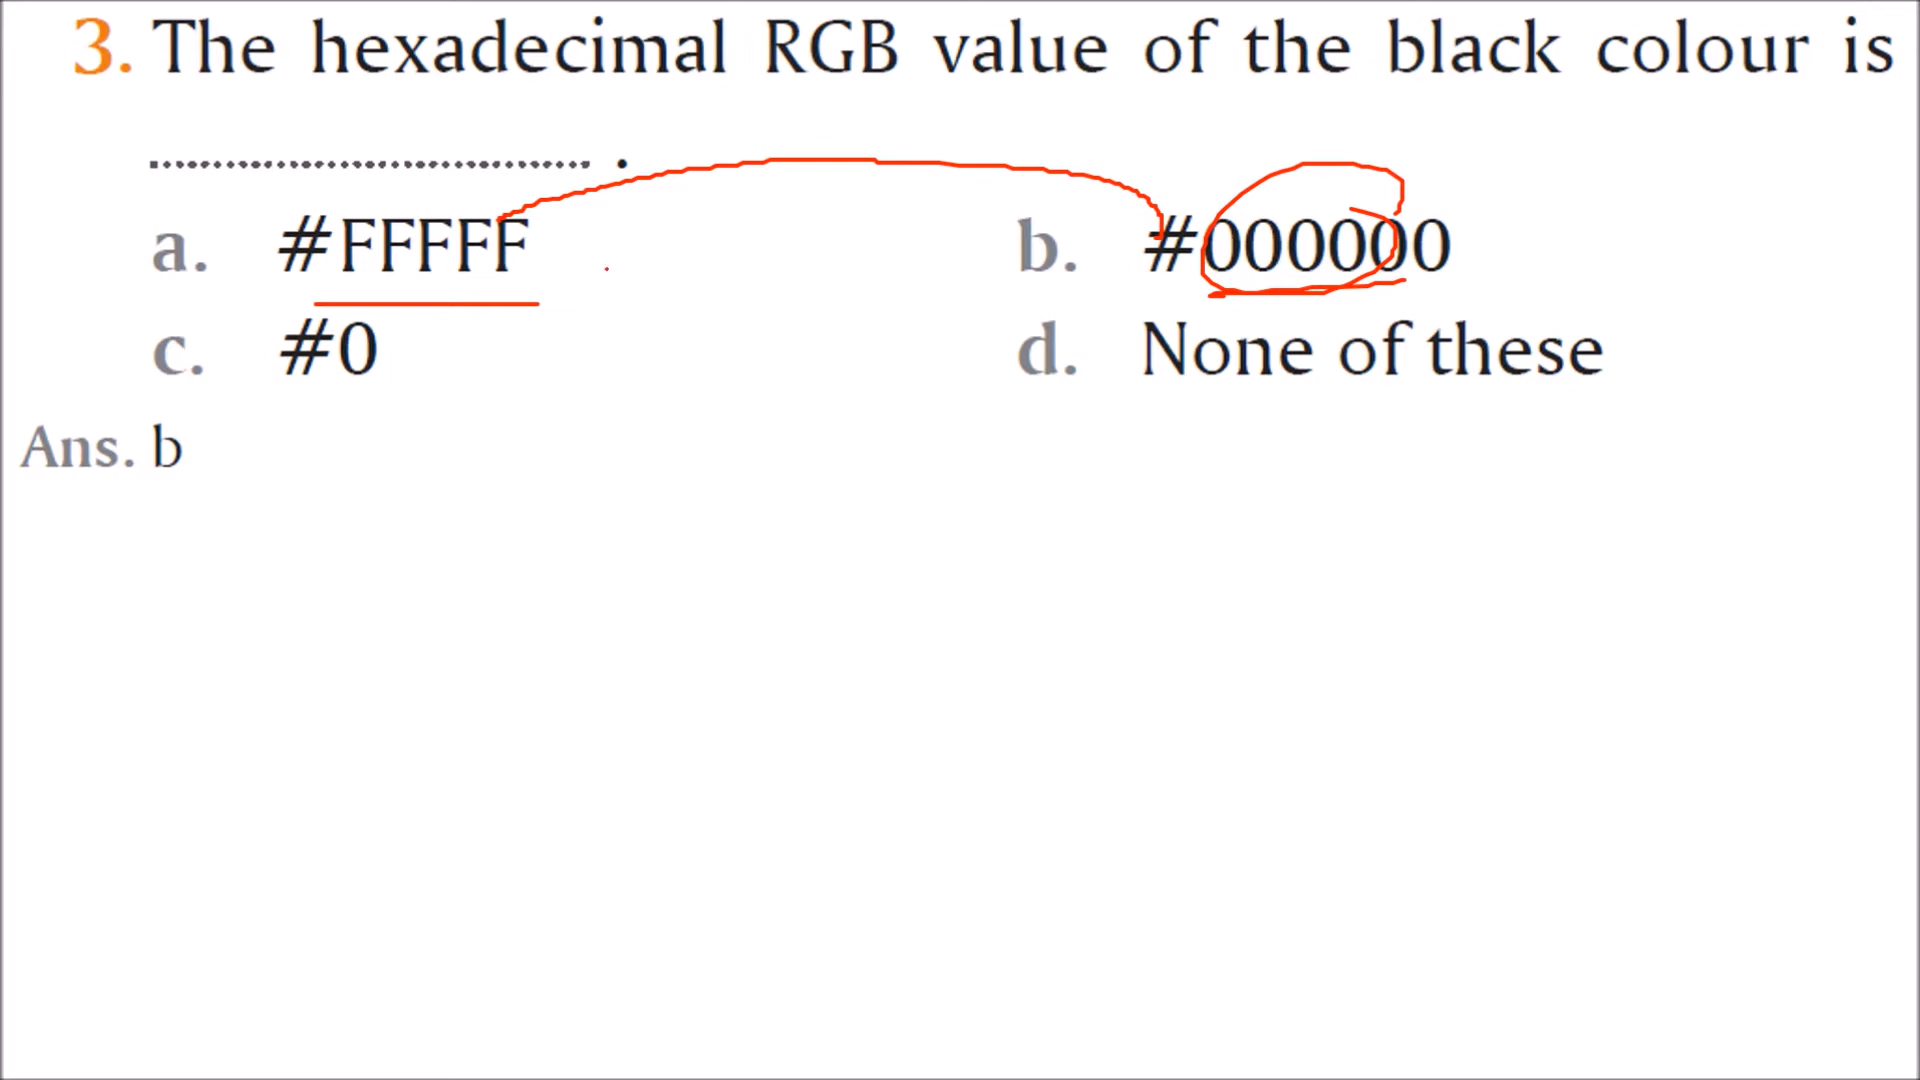 3. The hexadecimal RGB value of the black colour is
.................................. .
a. #FFFFF b. #000000
c. #0 d. None of these
Ans. b